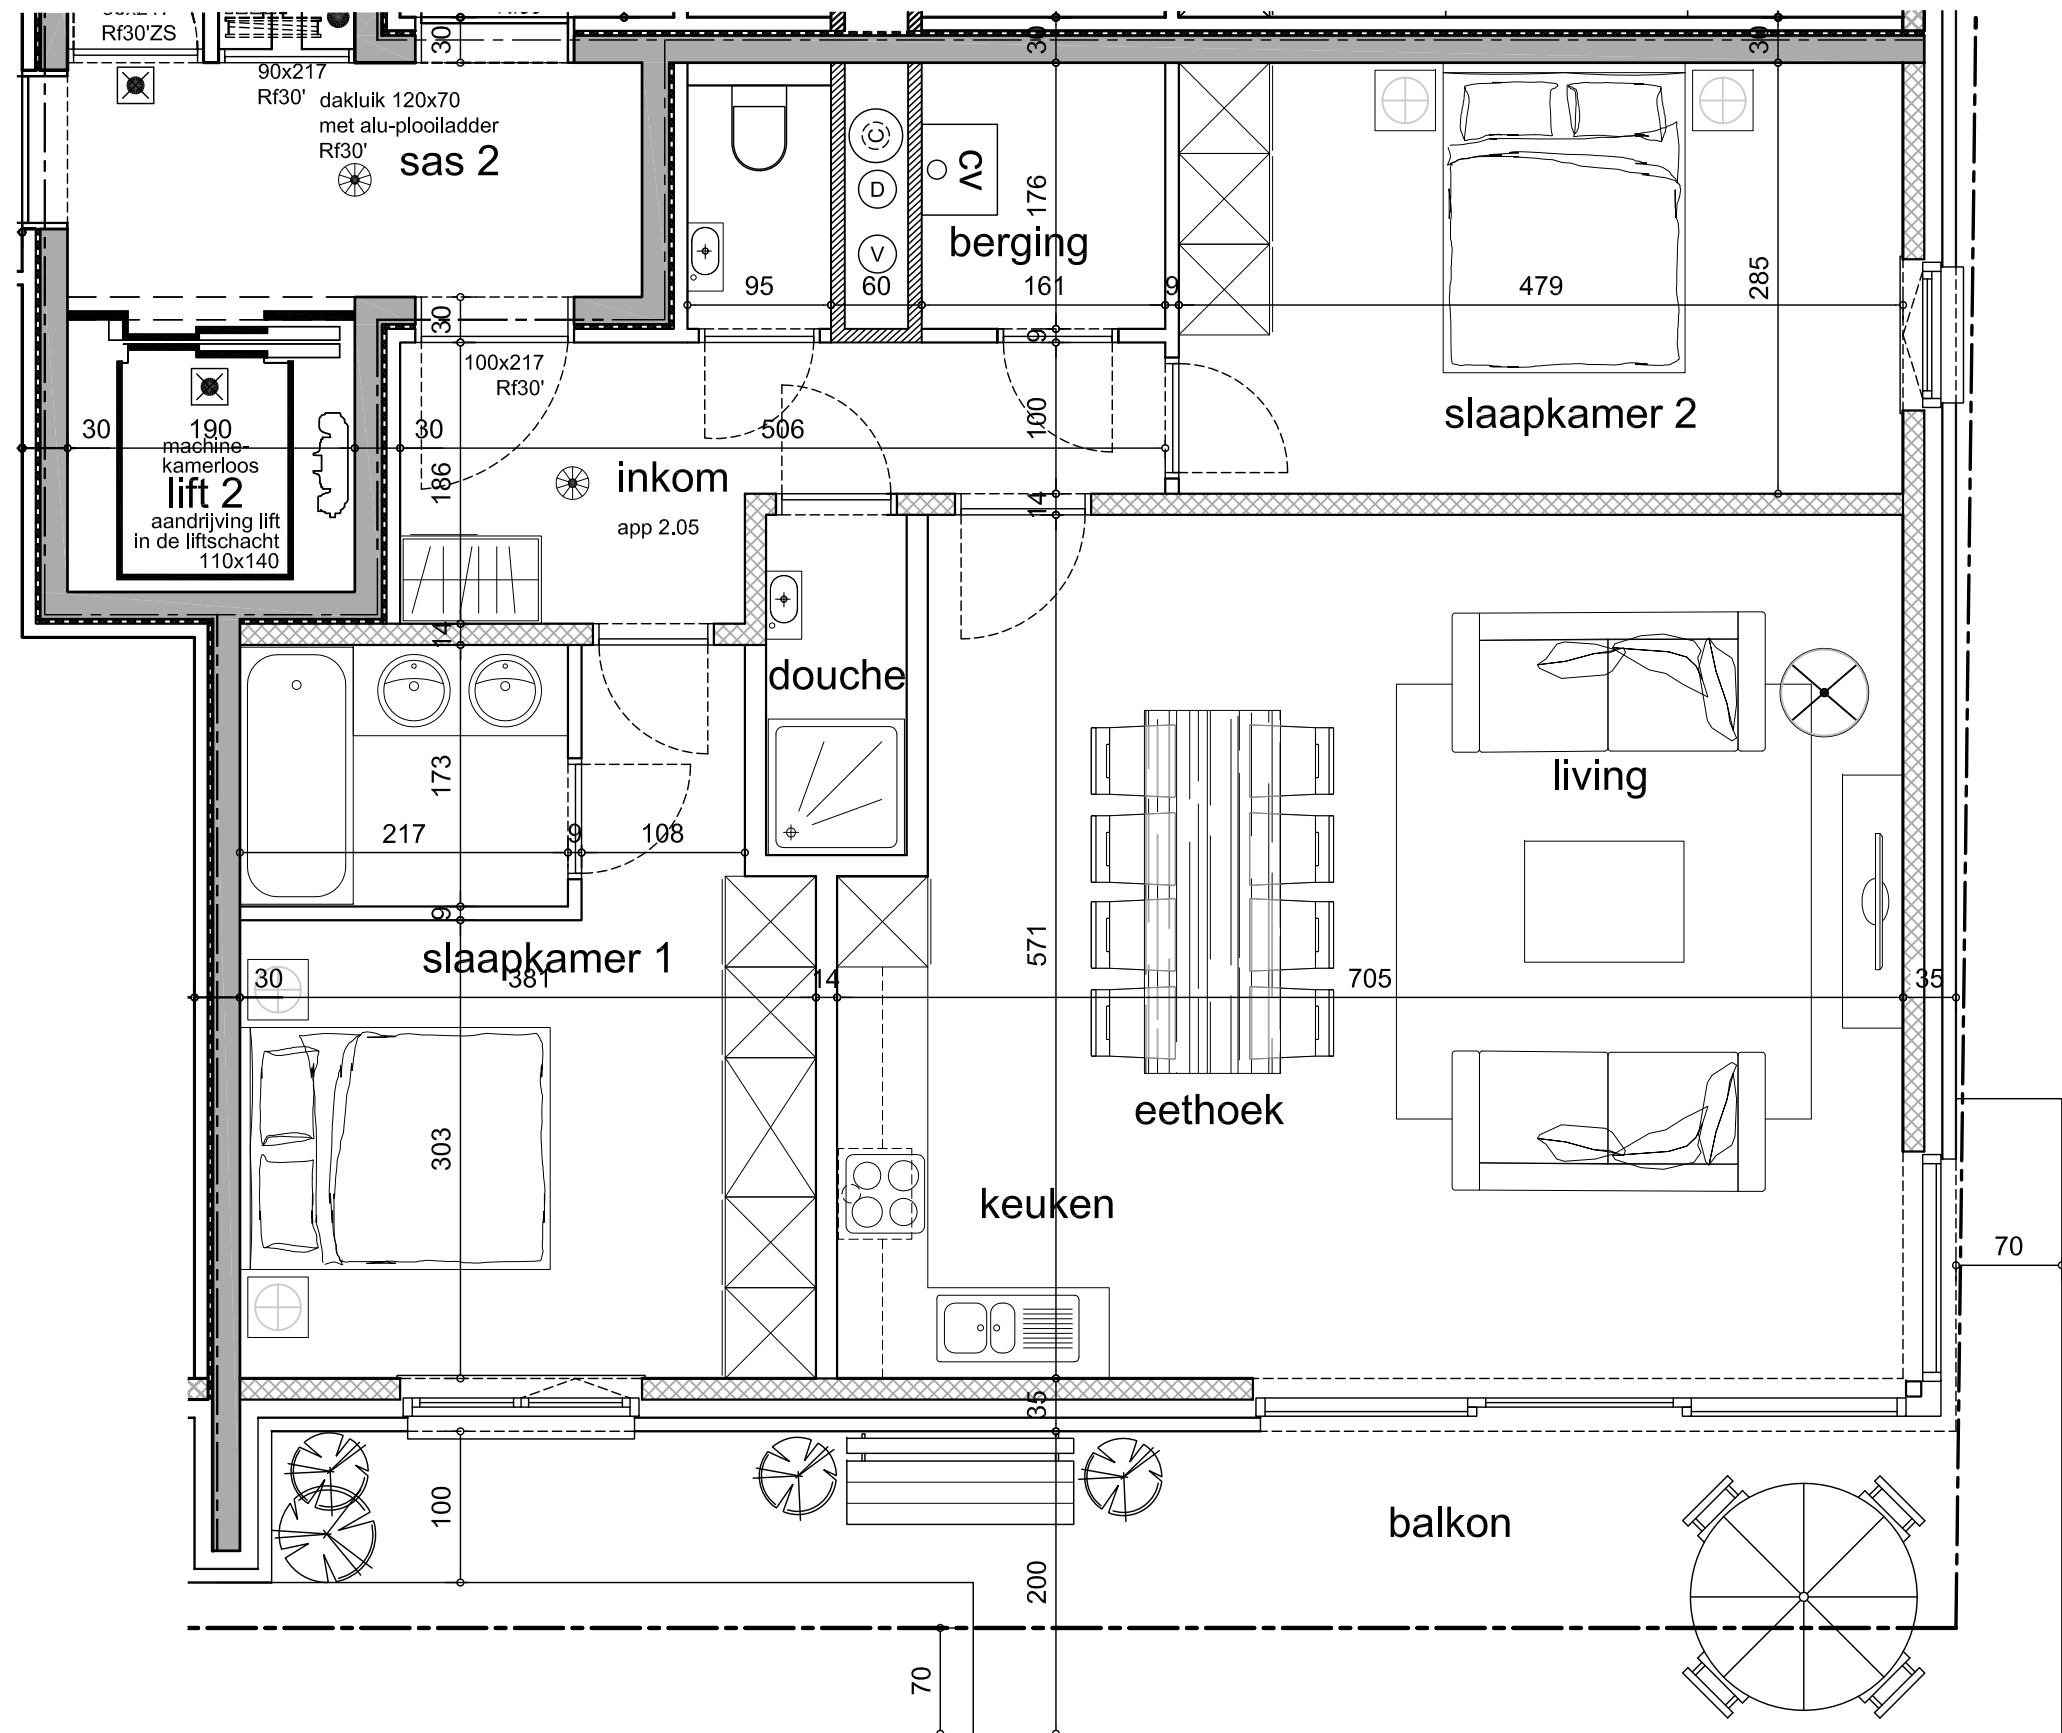 Rf30'ZS
90x217
Rf30'
dakluik 120x70
met alu-plooiladder
Rf30'
sas 2
30
30
30
C
D
V
CV
176
berging
95
60
161
9
479
285
30
9
100x217
Rf30'
slaapkamer 2
30
190
30
506
100
machine-
kamerloos
lift 2
aandrijving lift
in de liftschacht
110x140
186
inkom
app 2.05
14
14
douche
living
173
217
9
108
9
571
slaapkamer 1
30
381
14
705
35
eethoek
303
keuken
70
35
100
balkon
200
70